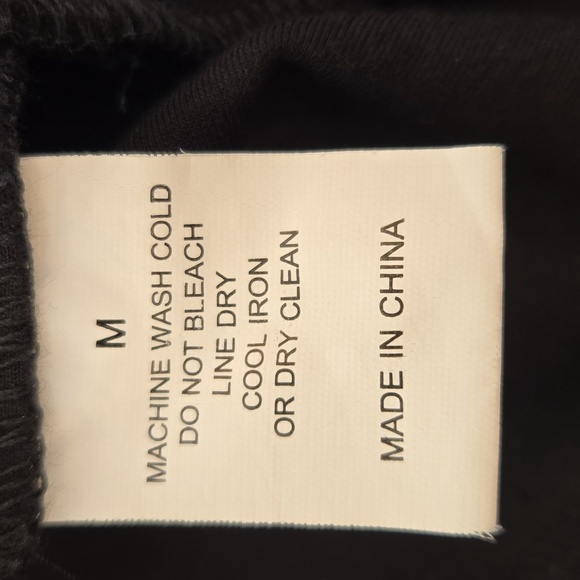 M
MACHINE WASH COLD
DO NOT BLEACH
LINE DRY
COOL IRON
OR DRY CLEAN
MADE IN CHINA